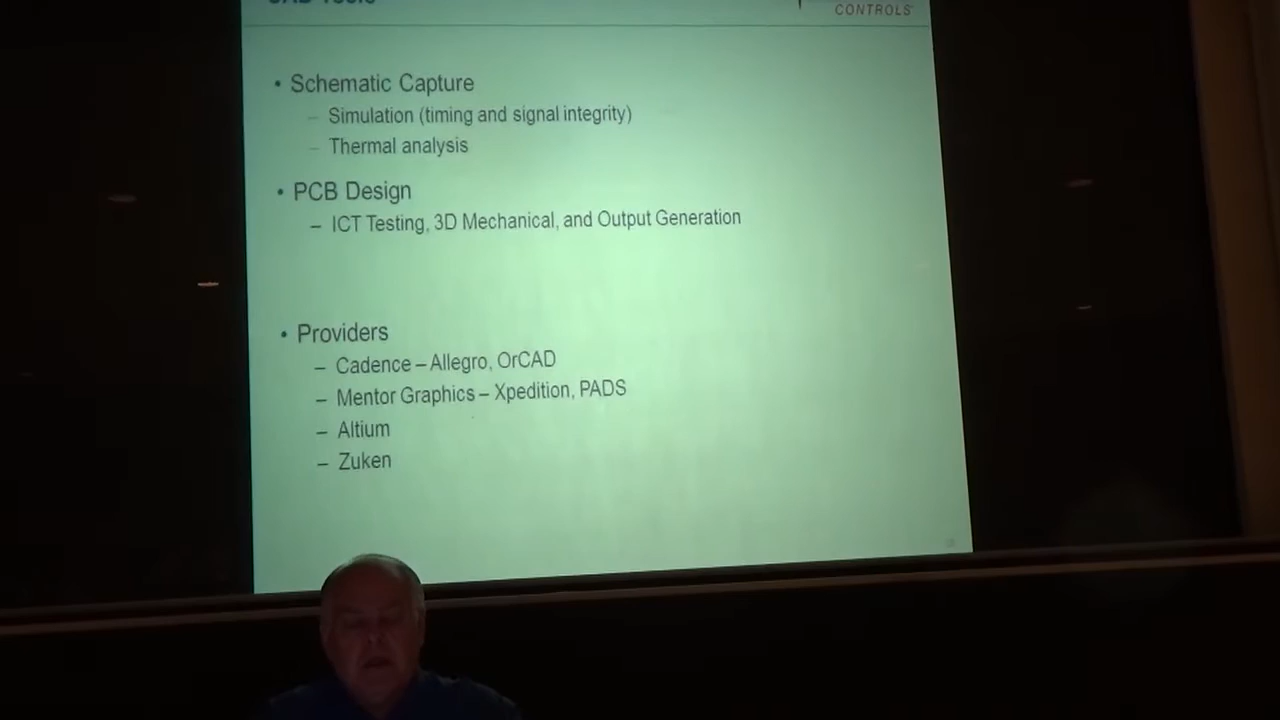 CONTROLS
• Schematic Capture
– Simulation (timing and signal integrity)
– Thermal analysis
• PCB Design
– ICT Testing, 3D Mechanical, and Output Generation
• Providers
– Cadence – Allegro, OrCAD
– Mentor Graphics – Xpedition, PADS
– Altium
– Zuken